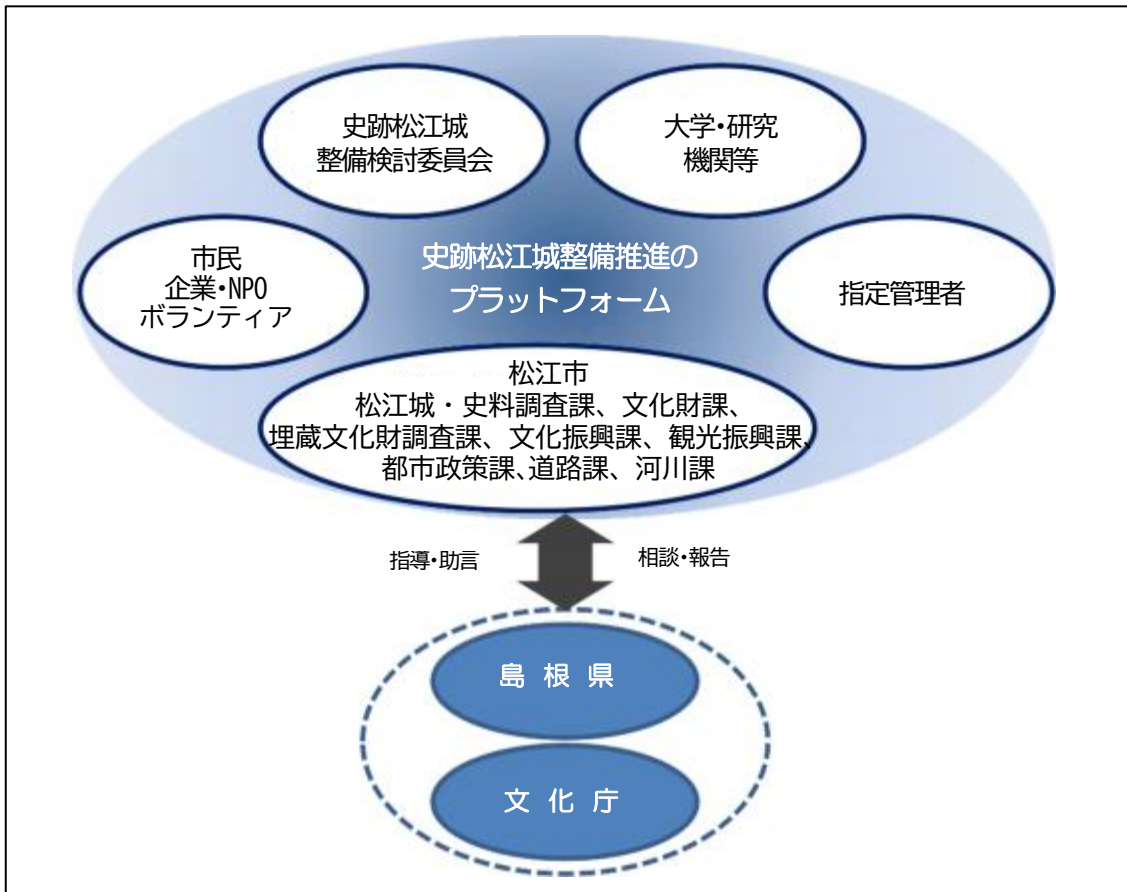 史跡松江城
整備検討委員会
大学・研究
機関等
市民
企業・NPO
ボランティア
史跡松江城整備推進の
プラットフォーム
指定管理者
松江市
松江城・史料調査課、文化財課、
埋蔵文化財調査課、文化振興課、観光振興課、
都市政策課、道路課、河川課
指導・助言
相談・報告
島根県
文化庁